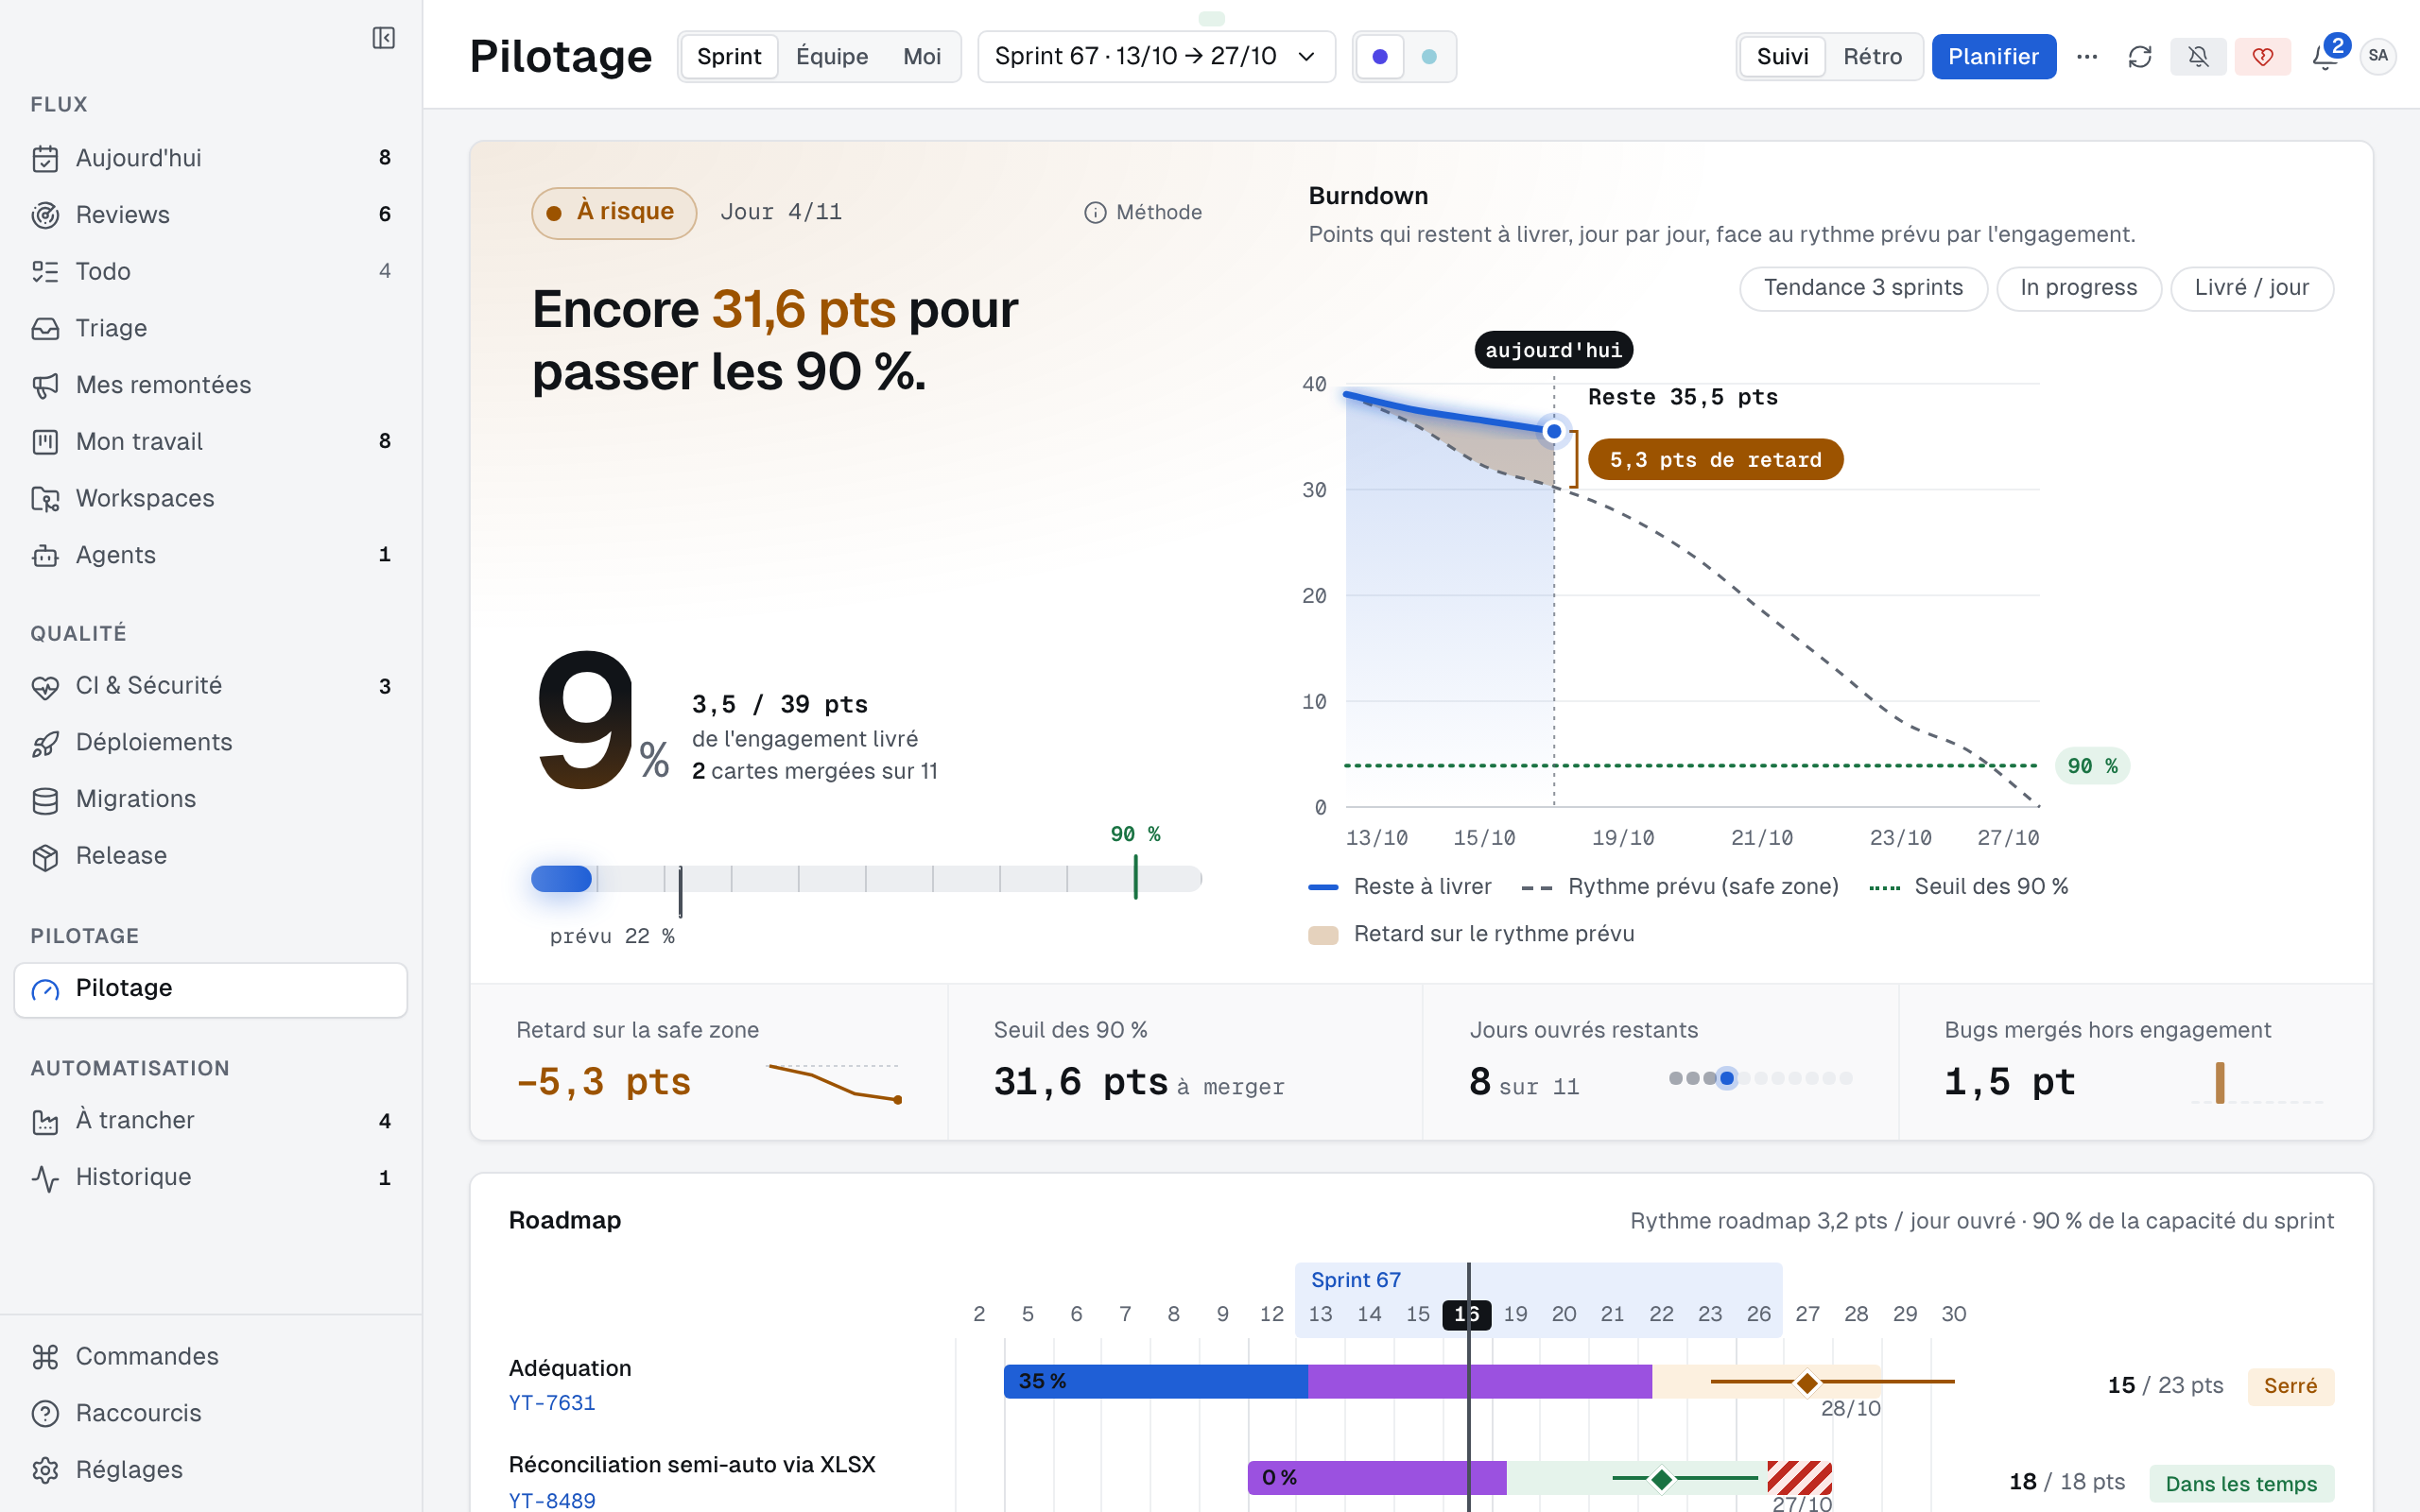 FLUX
Aujourd'hui 8
Reviews 6
Todo 4
Triage
Mes remontées
Mon travail 8
Workspaces
Agents 1
QUALITÉ
CI & Sécurité 3
Déploiements
Migrations
Release
PILOTAGE
Pilotage
AUTOMATISATION
À trancher 4
Historique 1
Commandes
Raccourcis
Réglages
Pilotage
Sprint Équipe Moi
Sprint 67 · 13/10 → 27/10
Suivi Rétro
Planifier
2
SA
À risque
Jour 4/11
Méthode
Encore 31,6 pts pour
passer les 90 %.
9 %
3,5 / 39 pts
de l'engagement livré
2 cartes mergées sur 11
90 %
prévu 22 %
Burndown
Points qui restent à livrer, jour par jour, face au rythme prévu par l'engagement.
Tendance 3 sprints
In progress
Livré / jour
aujourd'hui
Reste 35,5 pts
5,3 pts de retard
40
30
20
10
0
90 %
13/10 15/10 19/10 21/10 23/10 27/10
Reste à livrer
Rythme prévu (safe zone)
Seuil des 90 %
Retard sur le rythme prévu
Retard sur la safe zone
−5,3 pts
Seuil des 90 %
31,6 pts à merger
Jours ouvrés restants
8 sur 11
Bugs mergés hors engagement
1,5 pt
Roadmap
Rythme roadmap 3,2 pts / jour ouvré · 90 % de la capacité du sprint
Sprint 67
2 5 6 7 8 9 12 13 14 15 16 19 20 21 22 23 26 27 28 29 30
Adéquation
YT-7631
35 %
28/10
15 / 23 pts
Serré
Réconciliation semi-auto via XLSX
YT-8489
0 %
27/10
18 / 18 pts
Dans les temps